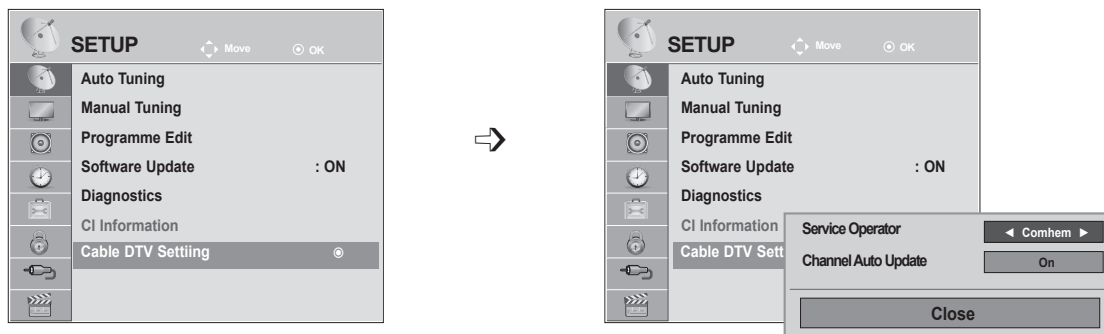 SETUP Move OK
Auto Tuning
Manual Tuning
Programme Edit
Software Update : ON
Diagnostics
CI Information
Cable DTV Settiing
SETUP Move OK
Auto Tuning
Manual Tuning
Programme Edit
Software Update : ON
Diagnostics
CI Information
Cable DTV Sett
Service Operator ◀ Comhem ▶
Channel Auto Update On
Close